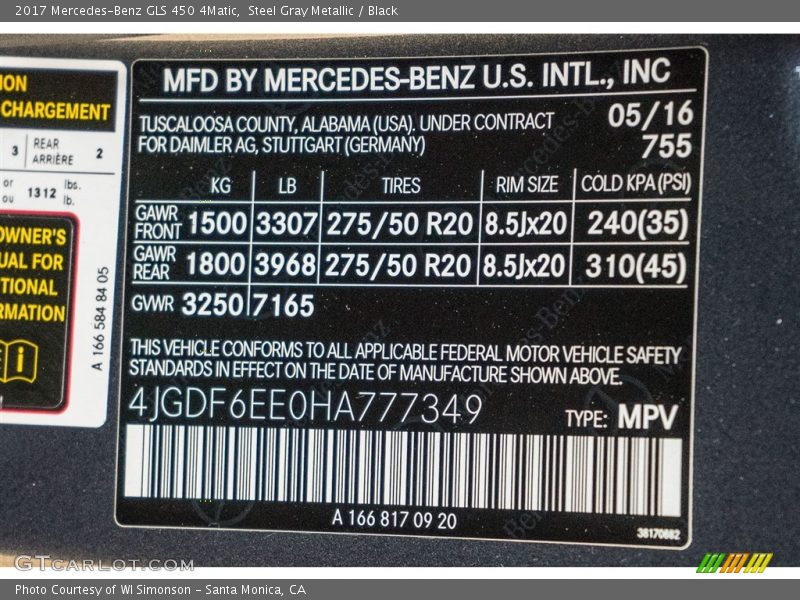 2017 Mercedes-Benz GLS 450 4Matic, Steel Gray Metallic / Black
ION
CHARGEMENT
3 REAR ARRIÈRE 2
or ou 1312 lbs. lb.
OWNER'S
UAL FOR
TIONAL
RMATION
i
A 166 584 84 05
MFD BY MERCEDES-BENZ U.S. INTL., INC
TUSCALOOSA COUNTY, ALABAMA (USA). UNDER CONTRACT
FOR DAIMLER AG, STUTTGART (GERMANY)
05/16
755
KG LB TIRES RIM SIZE COLD KPA(PSI)
GAWR FRONT 1500 3307 275/50 R20 8.5Jx20 240(35)
GAWR REAR 1800 3968 275/50 R20 8.5Jx20 310(45)
GVWR 3250 7165
THIS VEHICLE CONFORMS TO ALL APPLICABLE FEDERAL MOTOR VEHICLE SAFETY
STANDARDS IN EFFECT ON THE DATE OF MANUFACTURE SHOWN ABOVE.
4JGDF6EE0HA777349
TYPE: MPV
A 166 817 09 20
38170682
GTCARLOT.COM
Photo Courtesy of WI Simonson - Santa Monica, CA